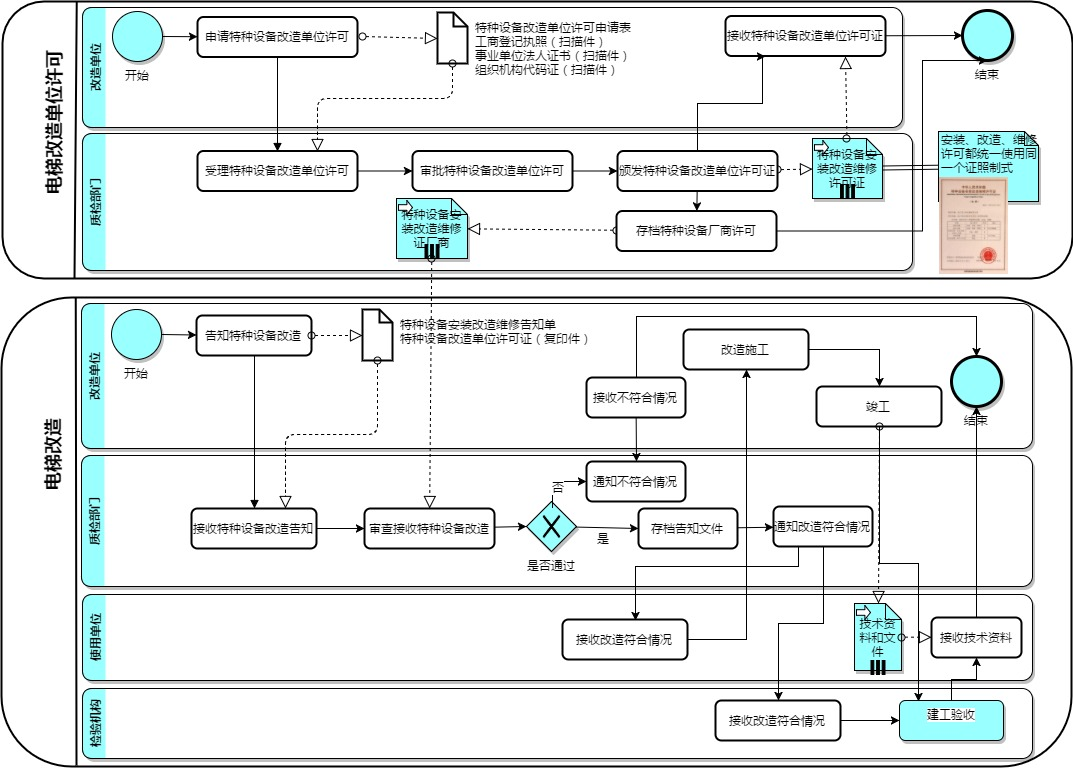 电梯改造单位许可
改造单位
开始
申请特种设备改造单位许可
特种设备改造单位许可申请表
工商登记执照（扫描件）
事业单位法人证书（扫描件）
组织机构代码证（扫描件）
接收特种设备改造单位许可证
结束
质检部门
受理特种设备改造单位许可
审批特种设备改造单位许可
颁发特种设备改造单位许可证
特种设备安
装改造维修
许可证
安装、改造、维修
许可都统一使用同
一个证照制式
特种设备安
装改造维修
证厂商
存档特种设备厂商许可
电梯改造
改造单位
开始
告知特种设备改造
特种设备安装改造维修告知单
特种设备改造单位许可证（复印件）
改造施工
接收不符合情况
竣工
结束
质检部门
通知不符合情况
接收特种设备改造告知
审查接收特种设备改造
否
是
是否通过
存档告知文件
通知改造符合情况
使用单位
接收改造符合情况
技术资
料和文
件
接收技术资料
检验机构
接收改造符合情况
建工验收